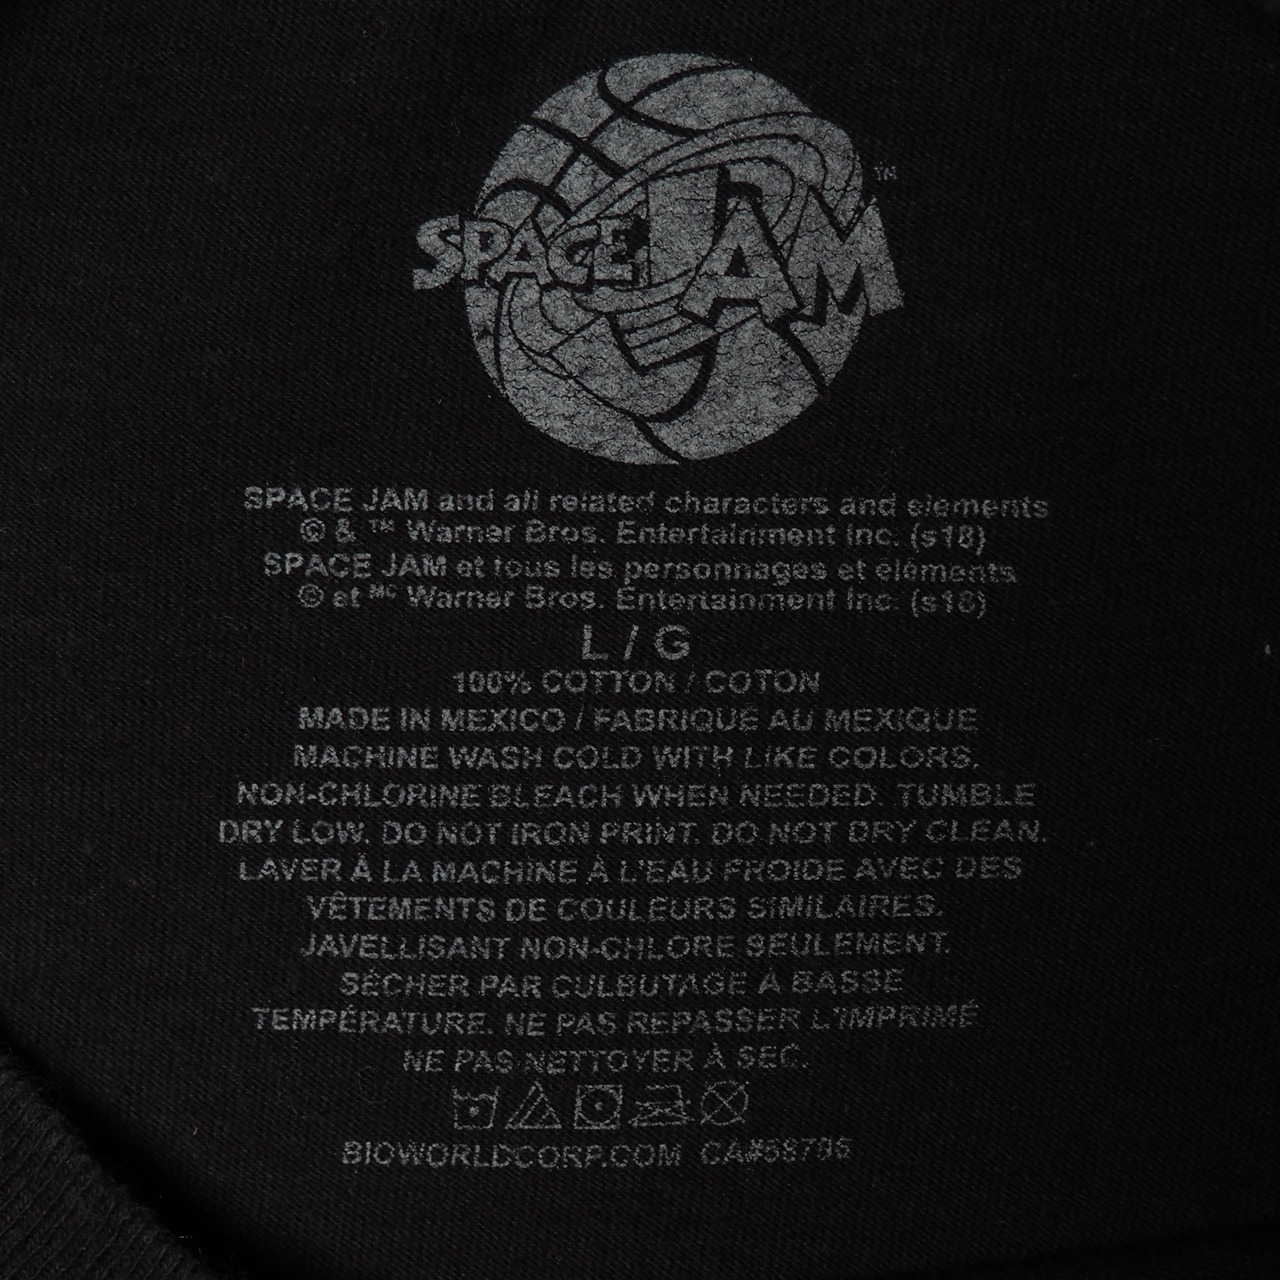 SPACE JAM ™
SPACE JAM and all related characters and elements
© & ™ Warner Bros. Entertainment Inc. (s18)
SPACE JAM et tous les personnages et éléments
© et MC Warner Bros. Entertainment Inc. (s18)
L / G
100% COTTON / COTON
MADE IN MEXICO / FABRIQUÉ AU MEXIQUE
MACHINE WASH COLD WITH LIKE COLORS.
NON-CHLORINE BLEACH WHEN NEEDED. TUMBLE
DRY LOW. DO NOT IRON PRINT. DO NOT DRY CLEAN.
LAVER À LA MACHINE À L'EAU FROIDE AVEC DES
VÊTEMENTS DE COULEURS SIMILAIRES.
JAVELLISANT NON-CHLORE SEULEMENT.
SÉCHER PAR CULBUTAGE À BASSE
TEMPÉRATURE. NE PAS REPASSER L'IMPRIMÉ
NE PAS NETTOYER À SEC.
BIOWORLDCORP.COM